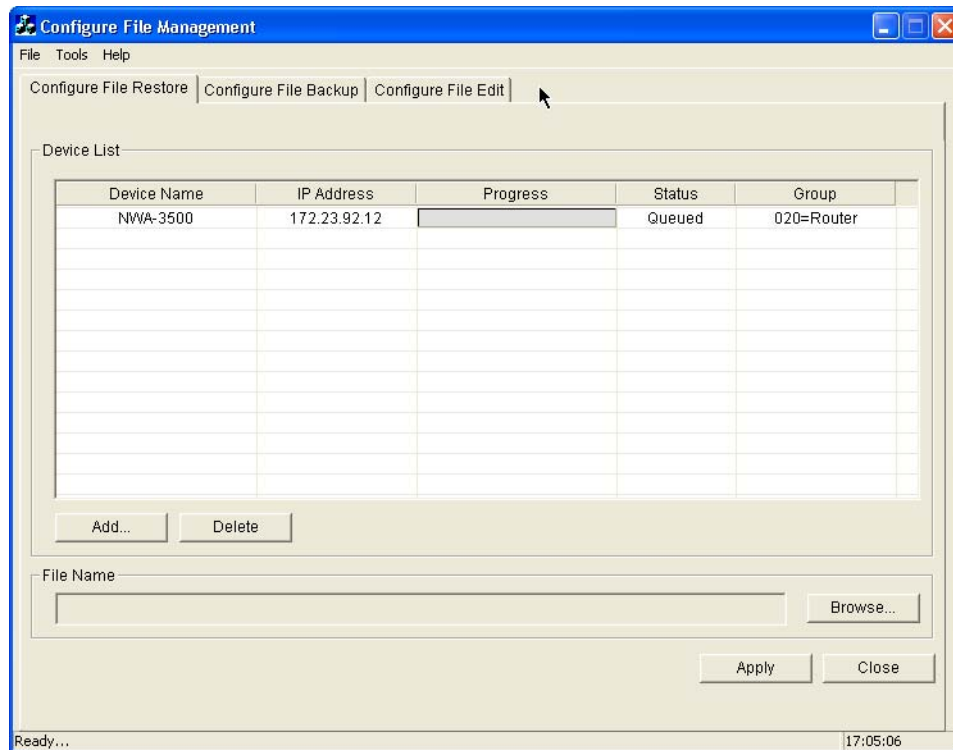 Configure File Management
File Tools Help
Configure File Restore Configure File Backup Configure File Edit
Device List
Device Name IP Address Progress Status Group
NWA-3500 172.23.92.12 Queued 020=Router
Add... Delete
File Name
Browse...
Apply Close
Ready... 17:05:06